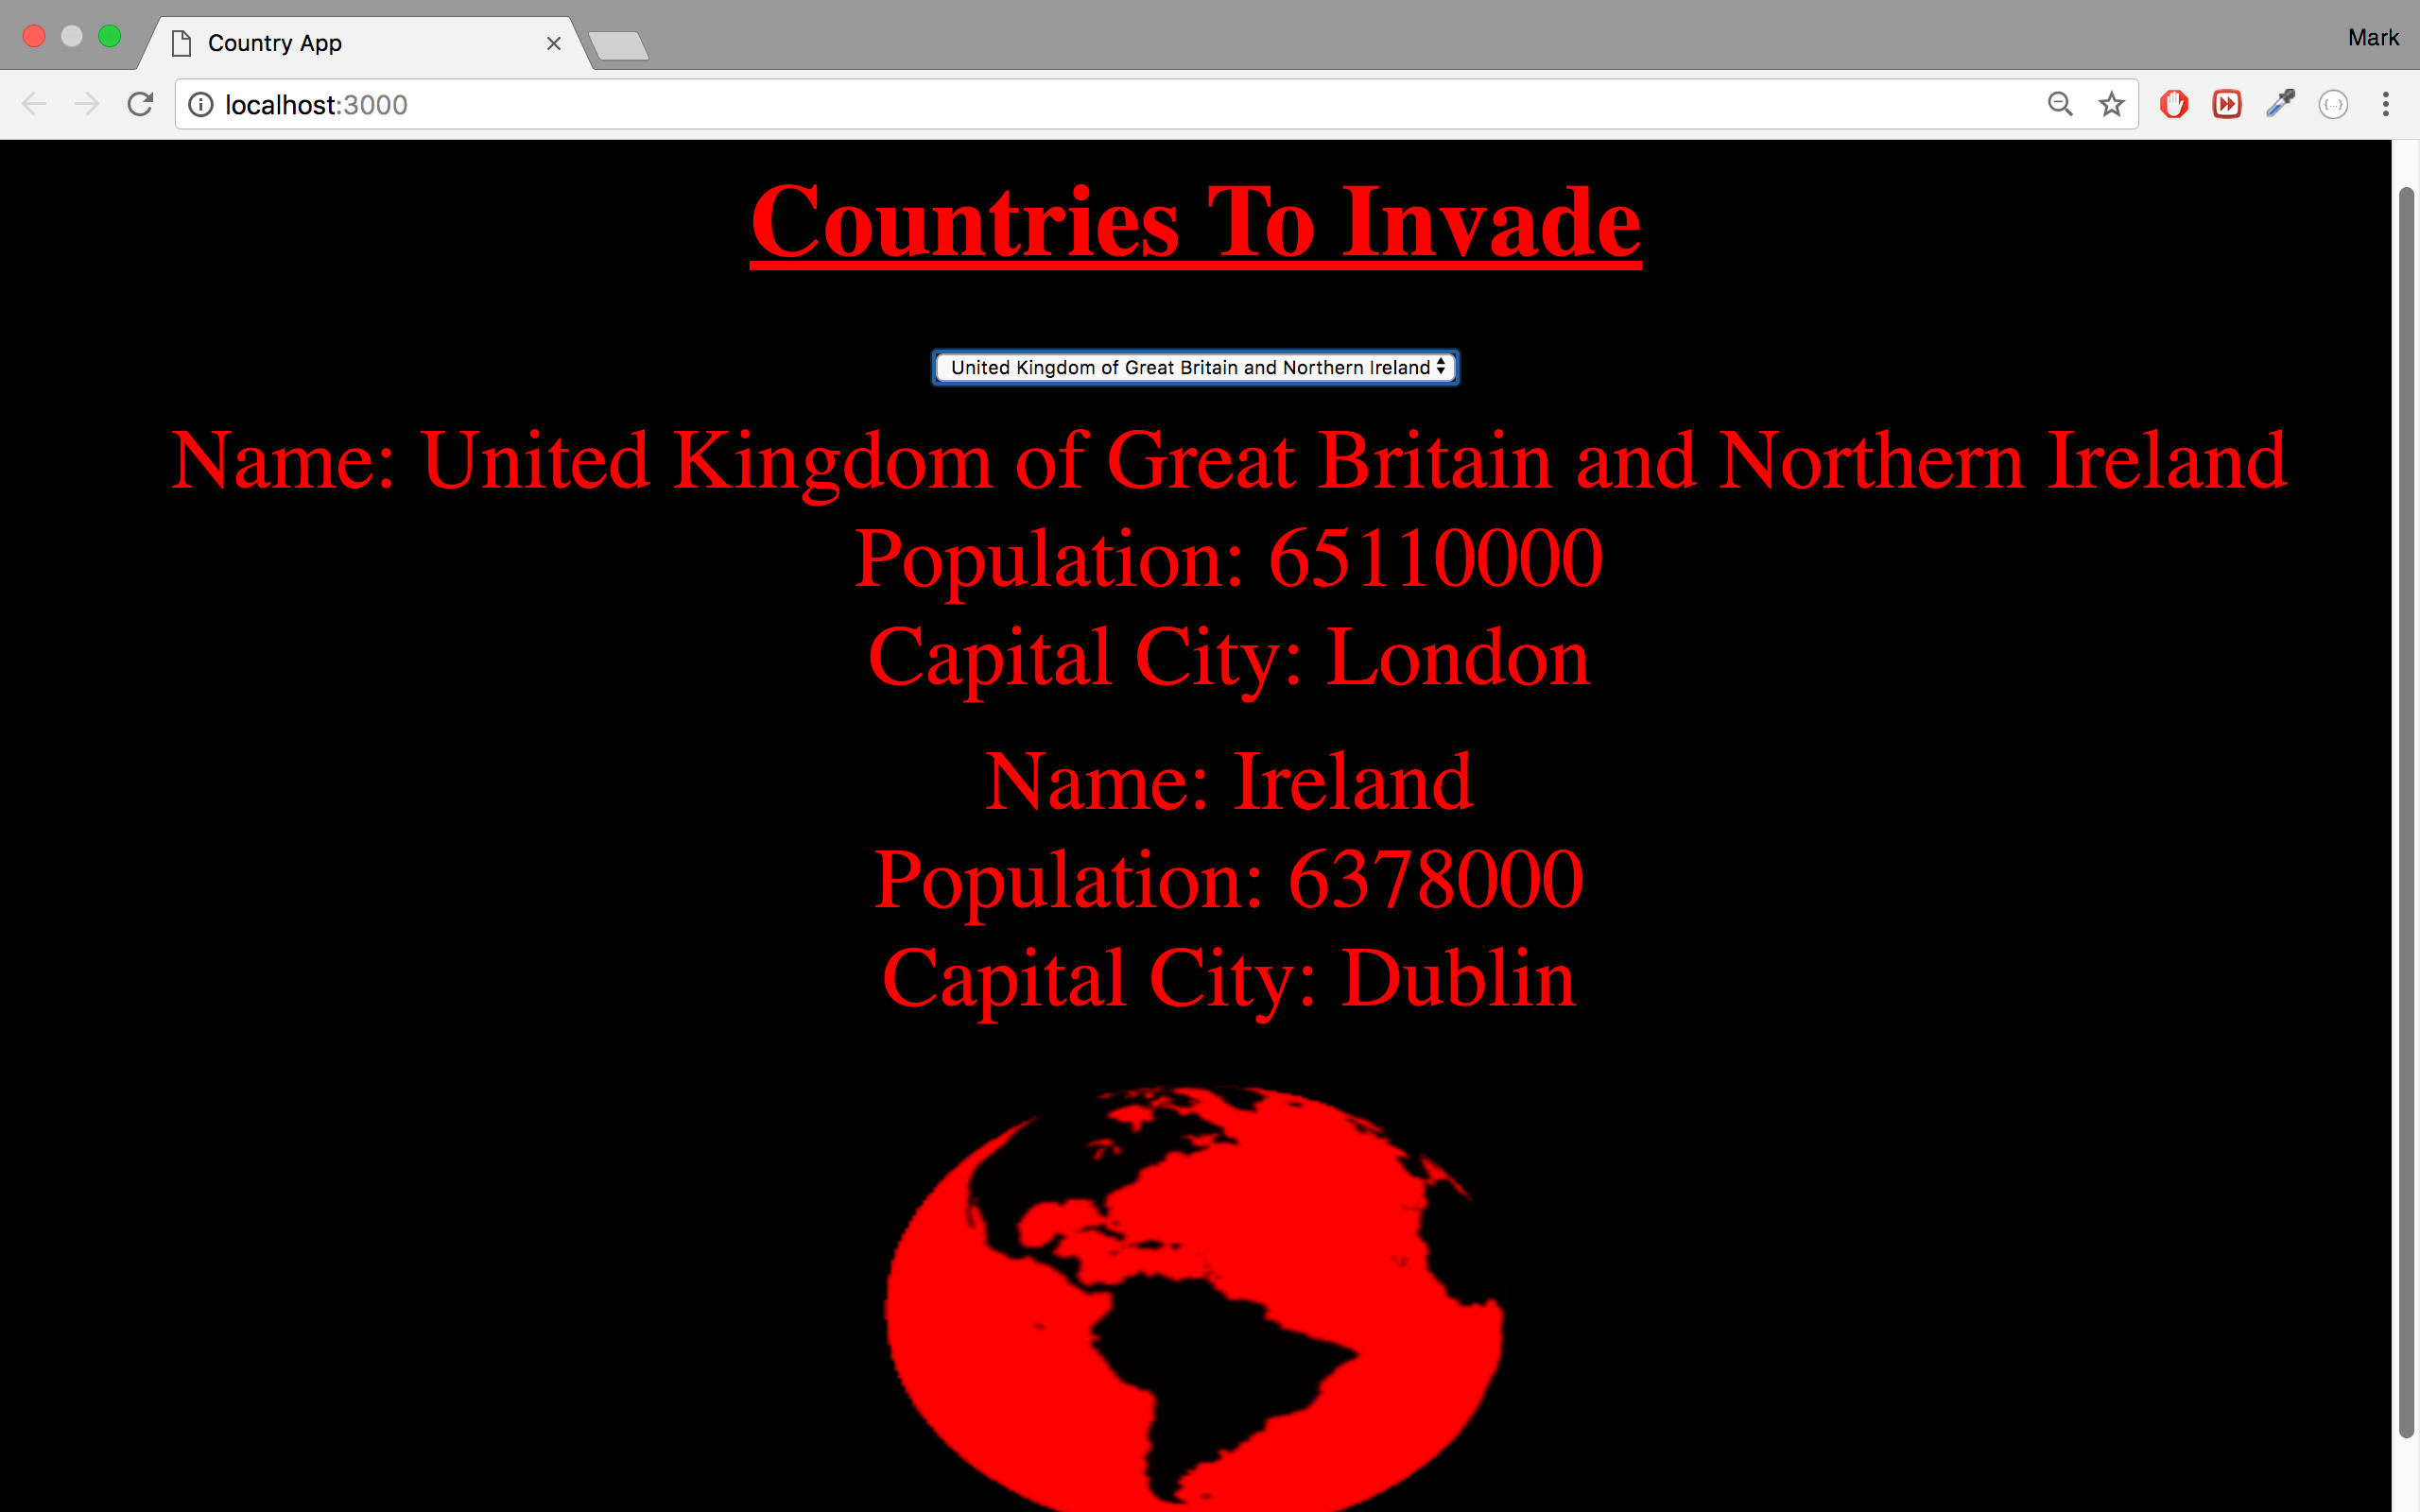 Country App
Mark
localhost:3000
Countries To Invade
United Kingdom of Great Britain and Northern Ireland
Name: United Kingdom of Great Britain and Northern Ireland
Population: 65110000
Capital City: London
Name: Ireland
Population: 6378000
Capital City: Dublin